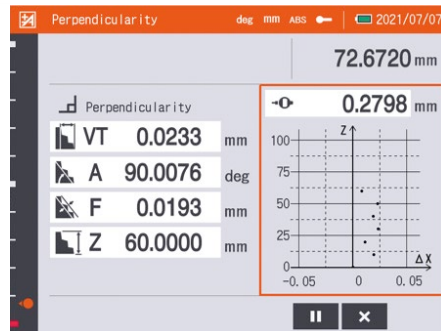 Perpendicularity deg mm ABS 2021/07/07
72.6720 mm
Perpendicularity
0.2798 mm
VT 0.0233 mm
A 90.0076 deg
F 0.0193 mm
Z 60.0000 mm
Z
100
75
50
25
0
ΔX
-0.05 0 0.05